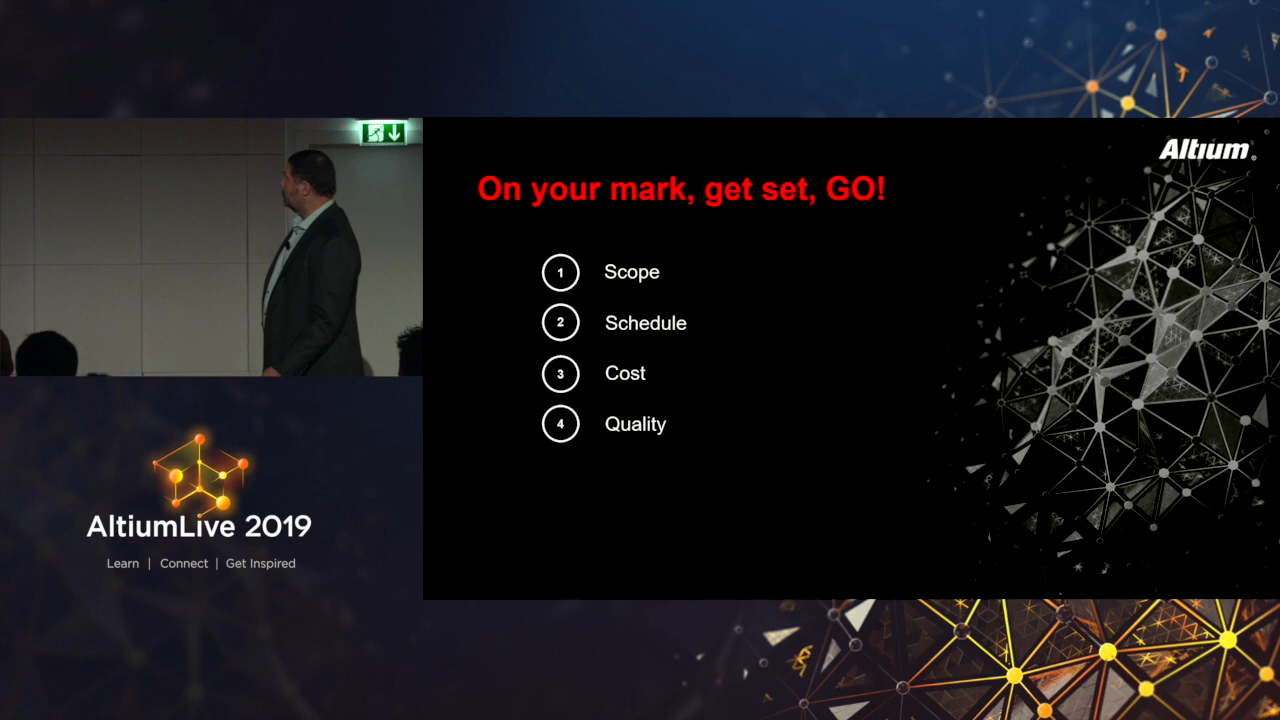 Altium®
On your mark, get set, GO!
1 Scope
2 Schedule
3 Cost
4 Quality
AltiumLive 2019
Learn | Connect | Get Inspired